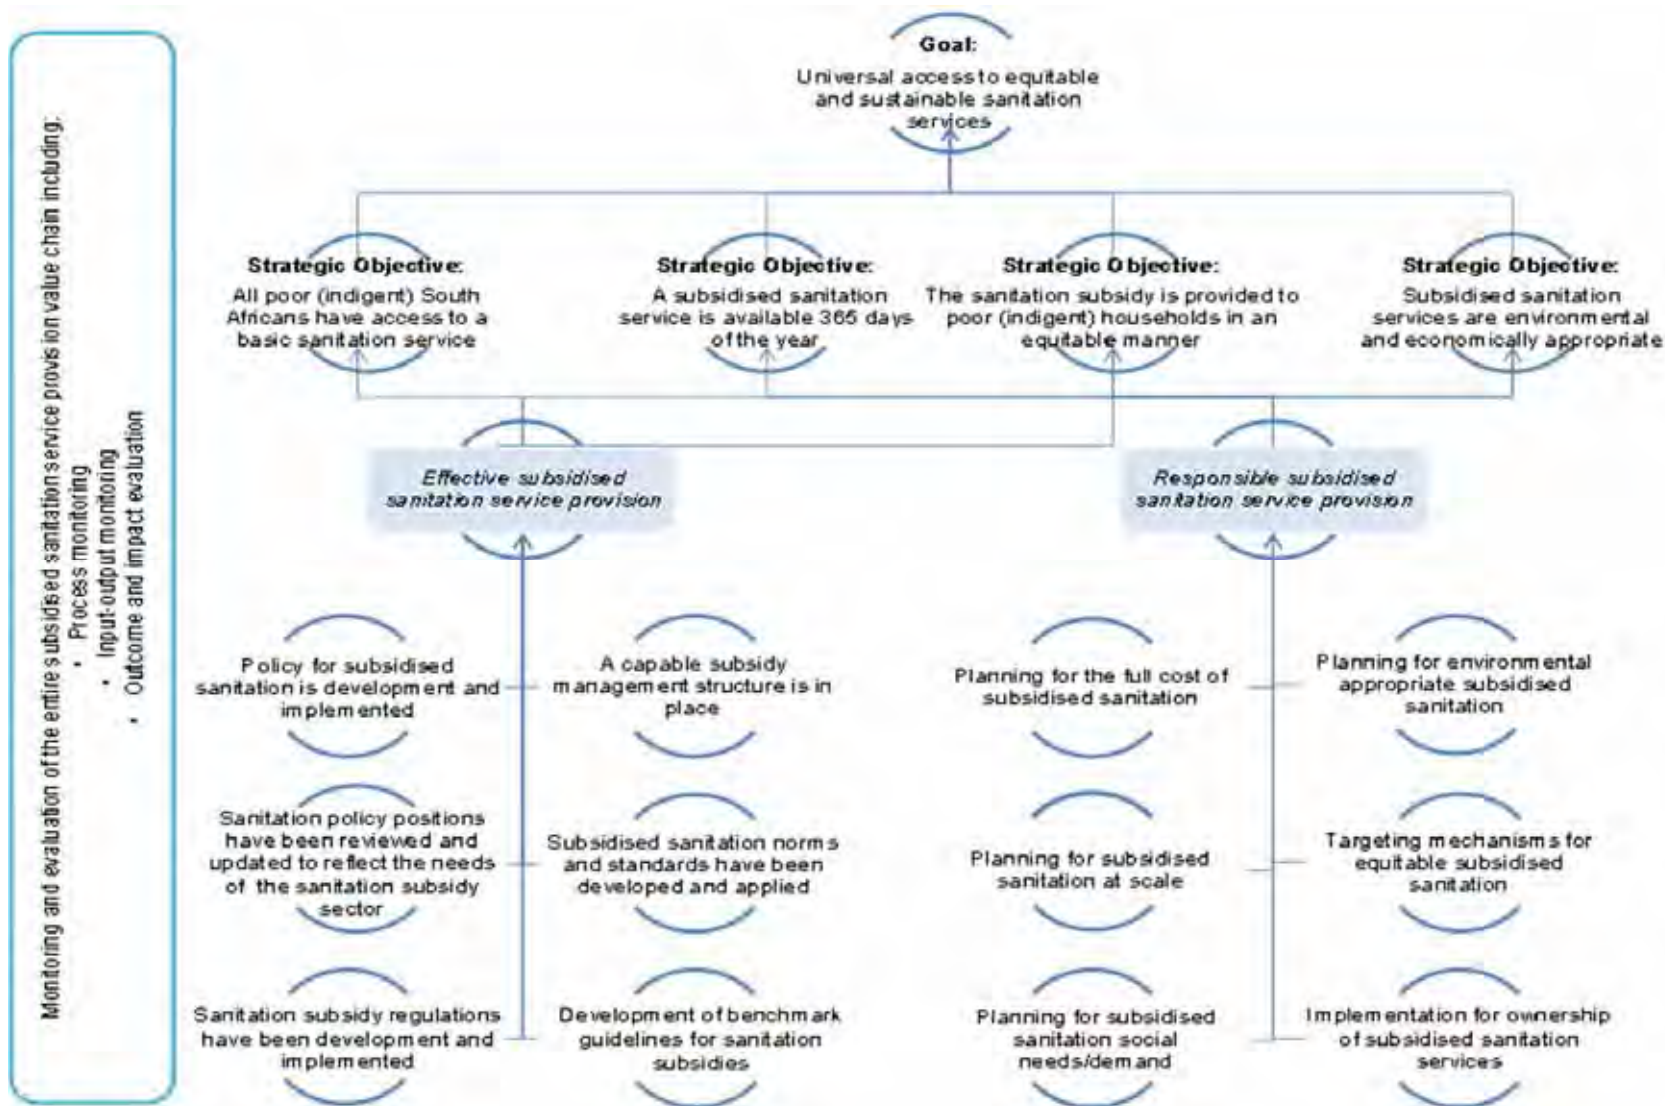 Monitoring and evaluation of the entire subsidised sanitation service provision value chain including:
• Process monitoring
• Input-output monitoring
• Outcome and impact evaluation
Goal:
Universal access to equitable
and sustainable sanitation
services
Strategic Objective:
All poor (indigent) South
Africans have access to a
basic sanitation service
Strategic Objective:
A subsidised sanitation
service is available 365 days
of the year
Strategic Objective:
The sanitation subsidy is provided to
poor (indigent) households in an
equitable manner
Strategic Objective:
Subsidised sanitation
services are environmental
and economically appropriate
Effective subsidised
sanitation service provision
Responsible subsidised
sanitation service provision
Policy for subsidised
sanitation is development and
implemented
A capable subsidy
management structure is in
place
Planning for the full cost of
subsidised sanitation
Planning for environmental
appropriate subsidised
sanitation
Sanitation policy positions
have been reviewed and
updated to reflect the needs
of the sanitation subsidy
sector
Subsidised sanitation norms
and standards have been
developed and applied
Planning for subsidised
sanitation at scale
Targeting mechanisms for
equitable subsidised
sanitation
Sanitation subsidy regulations
have been development and
implemented
Development of benchmark
guidelines for sanitation
subsidies
Planning for subsidised
sanitation social
needs/demand
Implementation for ownership
of subsidised sanitation
services